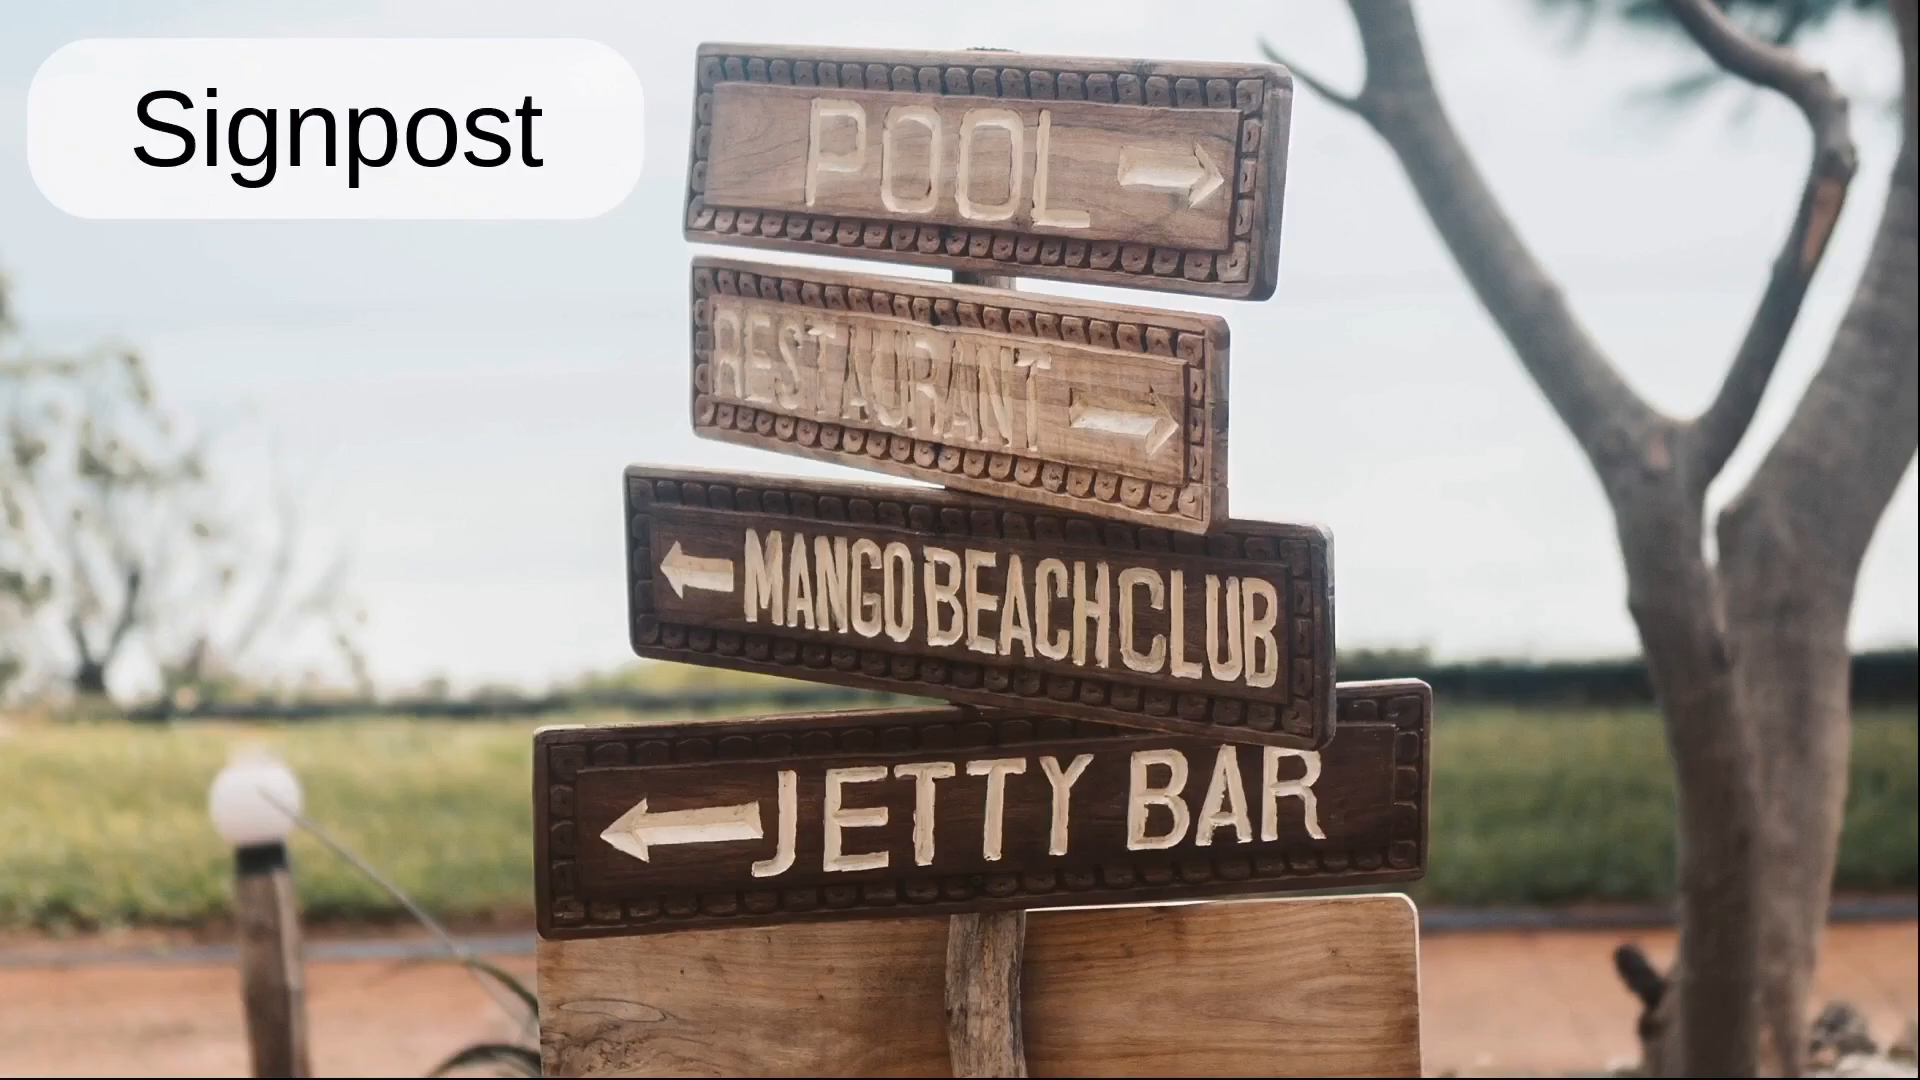 Signpost
POOL
RESTAURANT
MANGO BEACH CLUB
JETTY BAR